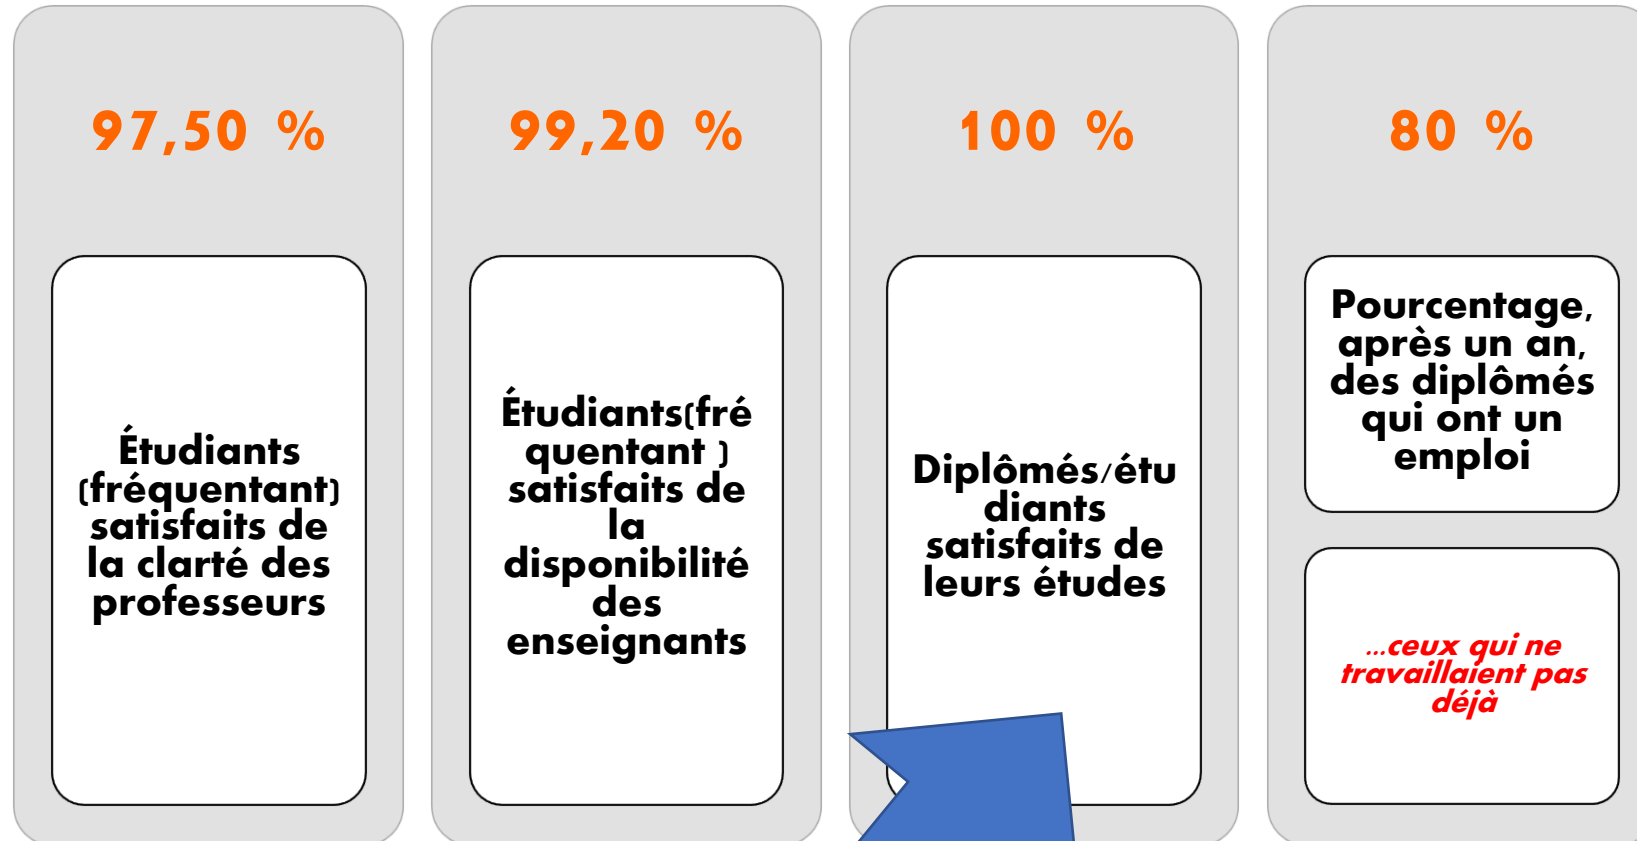 97,50 %
Étudiants
(fréquentant)
satisfaits de
la clarté des
professeurs
99,20 %
Étudiants(fré
quentant )
satisfaits de
la
disponibilité
des
enseignants
100 %
Diplômés/étu
diants
satisfaits de
leurs études
80 %
Pourcentage,
après un an,
des diplômés
qui ont un
emploi
...ceux qui ne
travaillaient pas
déjà